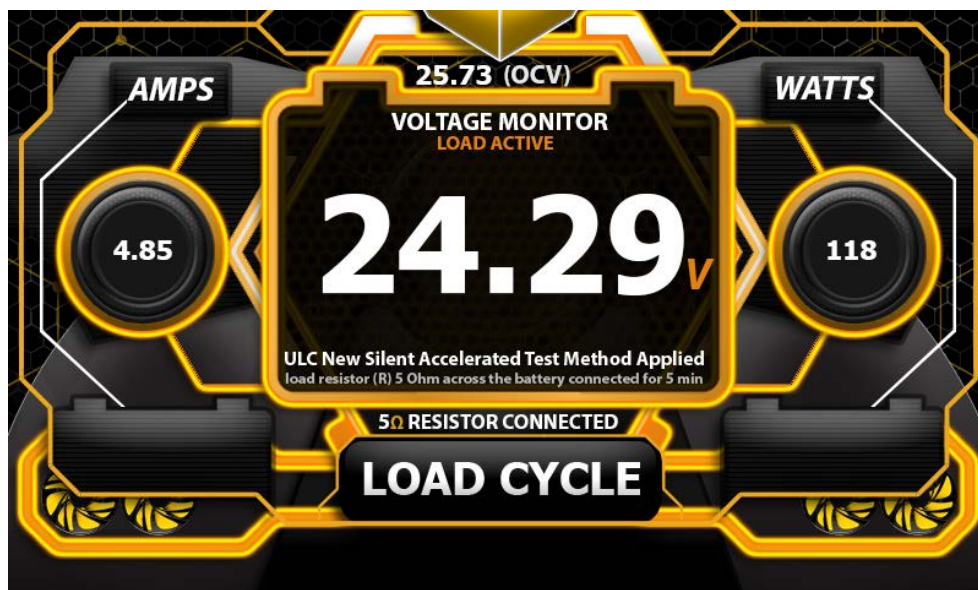 25.73 (OCV)
AMPS
WATTS
VOLTAGE MONITOR
LOAD ACTIVE
24.29V
4.85
118
ULC New Silent Accelerated Test Method Applied
load resistor (R) 5 Ohm across the battery connected for 5 min
5Ω RESISTOR CONNECTED
LOAD CYCLE